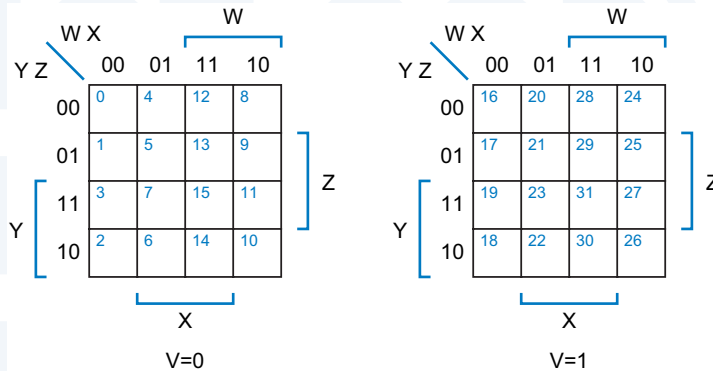 W W
W X W X
Y Z 00 01 11 10 Y Z 00 01 11 10
00 0 4 12 8 00 16 20 28 24
01 1 5 13 9 01 17 21 29 25
Z Z
11 3 7 15 11 11 19 23 31 27
Y Y
10 2 6 14 10 10 18 22 30 26
X X
V=0 V=1